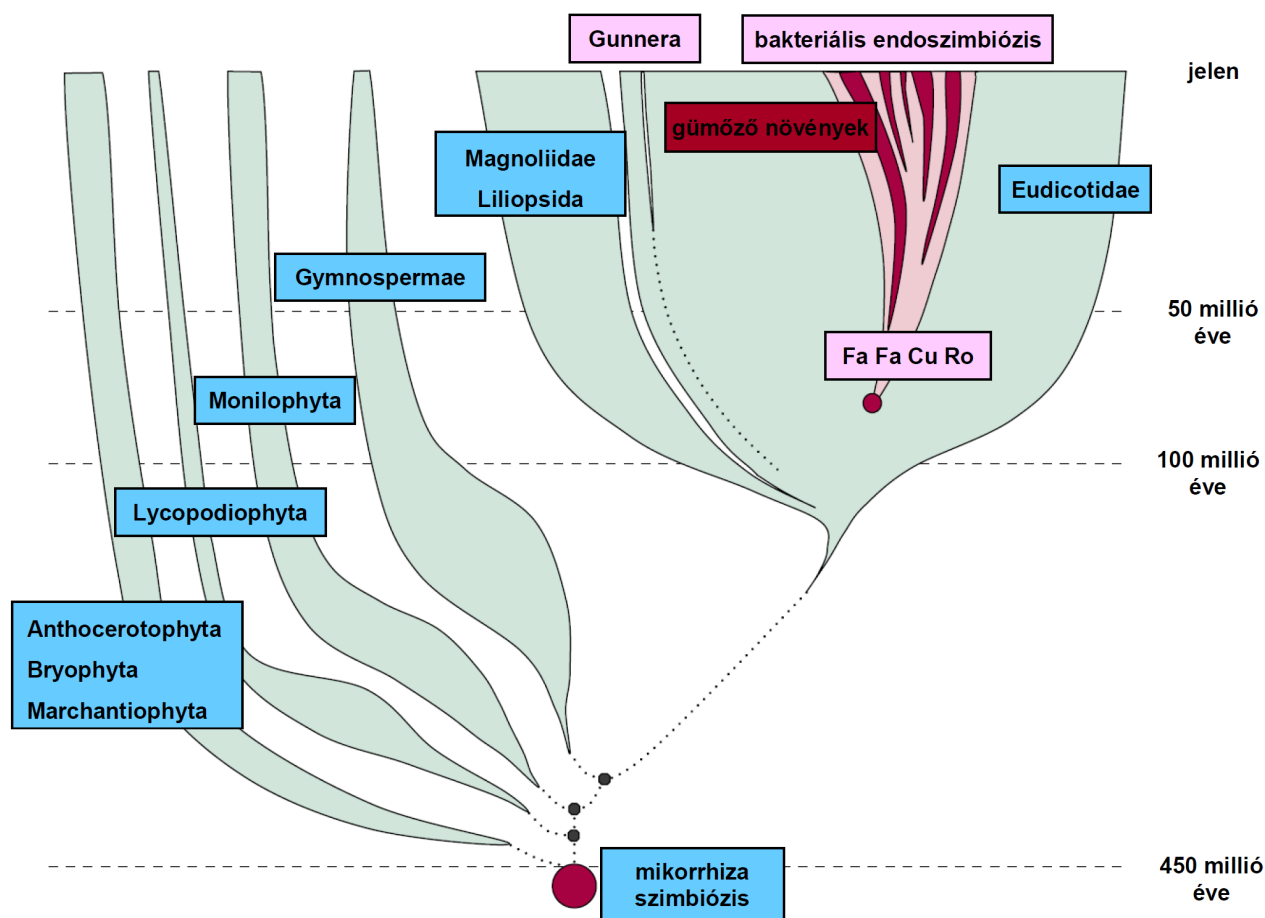 Gunnera
bakteriális endoszimbiózis
jelen
gümőző növények
Magnoliidae
Liliopsida
Eudicotidae
Gymnospermae
50 millió
éve
Fa Fa Cu Ro
Monilophyta
100 millió
éve
Lycopodiophyta
Anthocerotophyta
Bryophyta
Marchantiophyta
mikorrhiza
szimbiózis
450 millió
éve